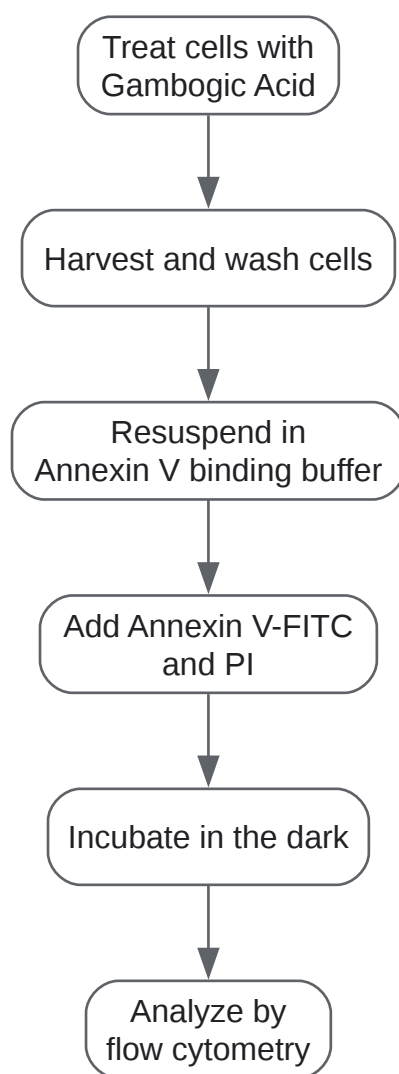 Treat cells with
Gambogic Acid
Harvest and wash cells
Resuspend in
Annexin V binding buffer
Add Annexin V-FITC
and PI
Incubate in the dark
Analyze by
flow cytometry